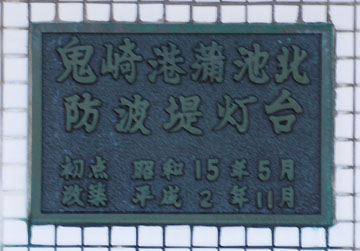 鬼崎港蒲池北
防波堤灯台
初点 昭和15年5月
改築 平成2年11月